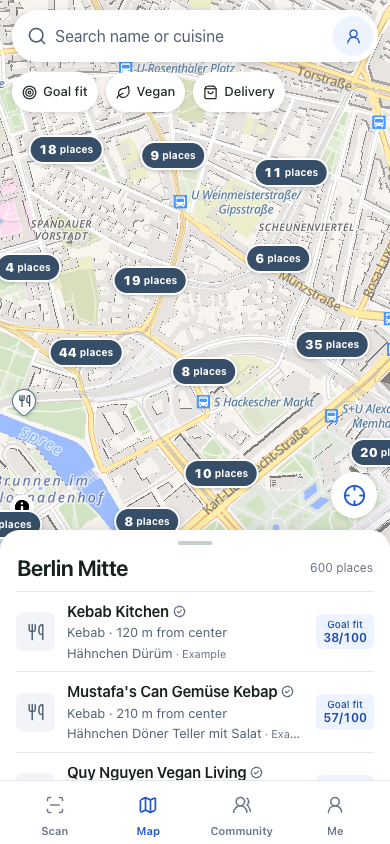 Search name or cuisine
U Rosenthaler Platz
Torstraße
Goal fit
Vegan
Delivery
18 places
9 places
11 places
U Weinmeisterstraße/
Gipsstraße
SPANDAUER
VORSTADT
SCHEUNENVIERTEL
4 places
6 places
19 places
Münzstraße
35 places
44 places
8 places
S Hackescher Markt
S+U Alexa
Memha
Spree
20 pl
10 places
places
8 places
Berlin Mitte
600 places
Kebab Kitchen
Kebab · 120 m from center
Hähnchen Dürüm · Example
Goal fit
38/100
Mustafa's Can Gemüse Kebap
Kebab · 210 m from center
Hähnchen Döner Teller mit Salat · Exa...
Goal fit
57/100
Quy Nguyen Vegan Living
Scan
Map
Community
Me